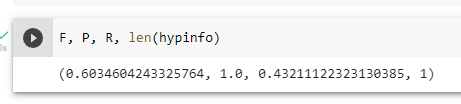 F, P, R, len(hypinfo)
(0.6034604243325764, 1.0, 0.43211122323130385, 1)